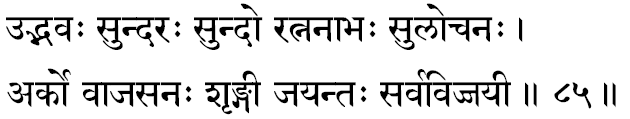 उद्भवः सुन्दरः सुन्दो रत्ननाभः सुलोचनः।
अर्को वाजसनः शृङ्गी जयन्तः सर्वविज्जयी॥ ८५॥